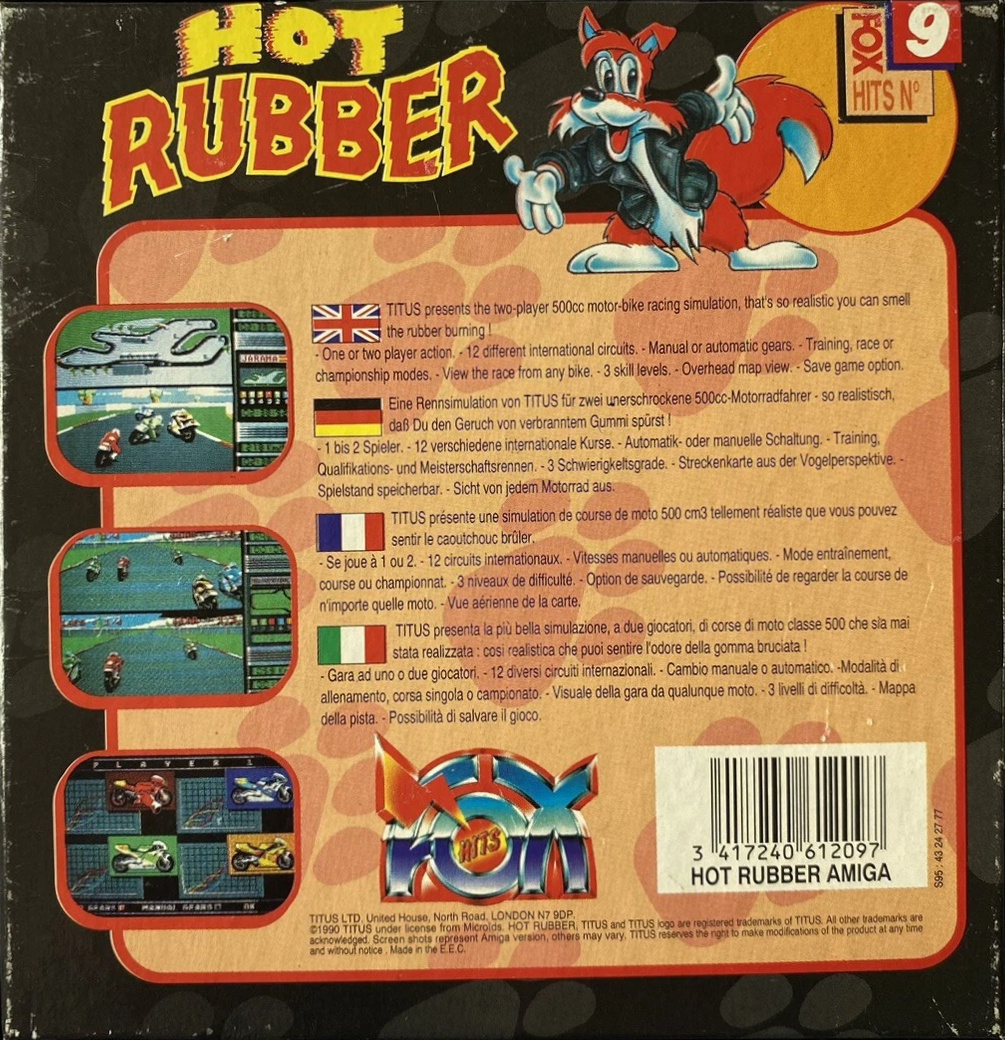 HOT
RUBBER
FOX
HITS N°
9
TITUS presents the two-player 500cc motor-bike racing simulation, that's so realistic you can smell
the rubber burning !
- One or two player action. - 12 different international circuits. - Manual or automatic gears. - Training, race or
championship modes. - View the race from any bike. - 3 skill levels. - Overhead map view. - Save game option.
Eine Rennsimulation von TITUS für zwei unerschrockene 500cc-Motorradfahrer - so realistisch,
daß Du den Geruch von verbranntem Gummi spürst !
- 1 bis 2 Spieler. - 12 verschiedene internationale Kurse. - Automatik- oder manuelle Schaltung. - Training,
Qualifikations- und Meisterschaftsrennen. - 3 Schwierigkeitsgrade. - Streckenkarte aus der Vogelperspektive. -
Spielstand speicherbar. - Sicht von jedem Motorrad aus.
TITUS présente une simulation de course de moto 500 cm3 tellement réaliste que vous pouvez
sentir le caoutchouc brûler.
- Se joue à 1 ou 2. - 12 circuits internationaux. - Vitesses manuelles ou automatiques. - Mode entraînement,
course ou championnat. - 3 niveaux de difficulté. - Option de sauvegarde. - Possibilité de regarder la course de
n'importe quelle moto. - Vue aérienne de la carte.
TITUS presenta la più bella simulazione, a due giocatori, di corse di moto classe 500 che sia mai
stata realizzata : cosi realistica che puoi sentire l'odore della gomma bruciata !
- Gara ad uno o due giocatori. - 12 diversi circuiti internazionali. - Cambio manuale o automatico. -Modalità di
allenamento, corsa singola o campionato. - Visuale della gara da qualunque moto. - 3 livelli di difficoltà. - Mappa
della pista. - Possibilità di salvare il gioco.
JARAMA
PLAYER 1
GEARS MANUAL GEARS OK
FOX
HITS
3 417240 612097
HOT RUBBER AMIGA
S95 : 43 24 27 77
TITUS LTD. United House, North Road, LONDON N7 9DP.
©1990 TITUS under license from Microïds. HOT RUBBER, TITUS and TITUS logo are registered trademarks of TITUS. All other trademarks are
acknowledged. Screen shots represent Amiga version, others may vary. TITUS reserves the right to make modifications of the product at any time
and without notice . Made in the E.E.C.